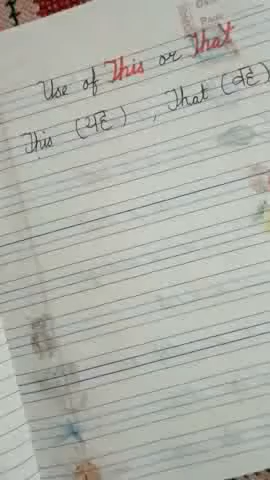 Use of This or That
This (यह) , That (वह)